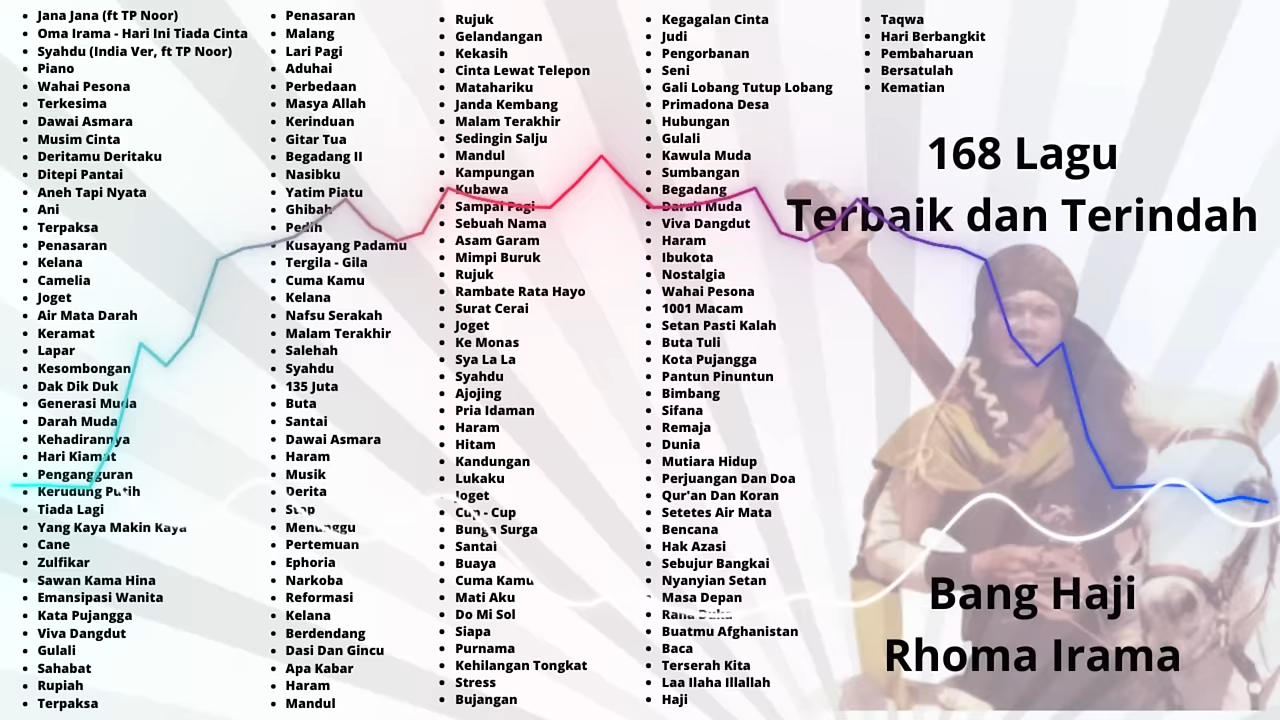 Jana Jana (ft TP Noor)
Oma Irama - Hari Ini Tiada Cinta
Syahdu (India Ver, ft TP Noor)
Piano
Wahai Pesona
Terkesima
Dawai Asmara
Musim Cinta
Deritamu Deritaku
Ditepi Pantai
Aneh Tapi Nyata
Ani
Terpaksa
Penasaran
Kelana
Camelia
Joget
Air Mata Darah
Keramat
Lapar
Kesombongan
Dak Dik Duk
Generasi Muda
Darah Muda
Kehadirannya
Hari Kiamat
Pengangguran
Kerudung Putih
Tiada Lagi
Yang Kaya Makin Kaya
Cane
Zulfikar
Sawan Kama Hina
Emansipasi Wanita
Kata Pujangga
Viva Dangdut
Gulali
Sahabat
Rupiah
Terpaksa
Penasaran
Malang
Lari Pagi
Aduhai
Perbedaan
Masya Allah
Kerinduan
Gitar Tua
Begadang II
Nasibku
Yatim Piatu
Ghibah
Pedih
Kusayang Padamu
Tergila - Gila
Cuma Kamu
Kelana
Nafsu Serakah
Malam Terakhir
Salehah
Syahdu
135 Juta
Buta
Santai
Dawai Asmara
Haram
Musik
Derita
Stop
Menunggu
Pertemuan
Ephoria
Narkoba
Reformasi
Kelana
Berdendang
Dasi Dan Gincu
Apa Kabar
Haram
Mandul
Rujuk
Gelandangan
Kekasih
Cinta Lewat Telepon
Matahariku
Janda Kembang
Malam Terakhir
Sedingin Salju
Mandul
Kampungan
Kubawa
Sampai Pagi
Sebuah Nama
Asam Garam
Mimpi Buruk
Rujuk
Rambate Rata Hayo
Surat Cerai
Joget
Ke Monas
Sya La La
Syahdu
Ajojing
Pria Idaman
Haram
Hitam
Kandungan
Lukaku
Joget
Cup - Cup
Bunga Surga
Santai
Buaya
Cuma Kamu
Mati Aku
Do Mi Sol
Siapa
Purnama
Kehilangan Tongkat
Stress
Bujangan
Kegagalan Cinta
Judi
Pengorbanan
Seni
Gali Lobang Tutup Lobang
Primadona Desa
Hubungan
Gulali
Kawula Muda
Sumbangan
Begadang
Darah Muda
Viva Dangdut
Haram
Ibukota
Nostalgia
Wahai Pesona
1001 Macam
Setan Pasti Kalah
Buta Tuli
Kota Pujangga
Pantun Pinuntun
Bimbang
Sifana
Remaja
Dunia
Mutiara Hidup
Perjuangan Dan Doa
Qur'an Dan Koran
Setetes Air Mata
Bencana
Hak Azasi
Sebujur Bangkai
Nyanyian Setan
Masa Depan
Rana Duka
Buatmu Afghanistan
Baca
Terserah Kita
Laa Ilaha Illallah
Haji
Taqwa
Hari Berbangkit
Pembaharuan
Bersatulah
Kematian
168 Lagu
Terbaik dan Terindah
Bang Haji
Rhoma Irama